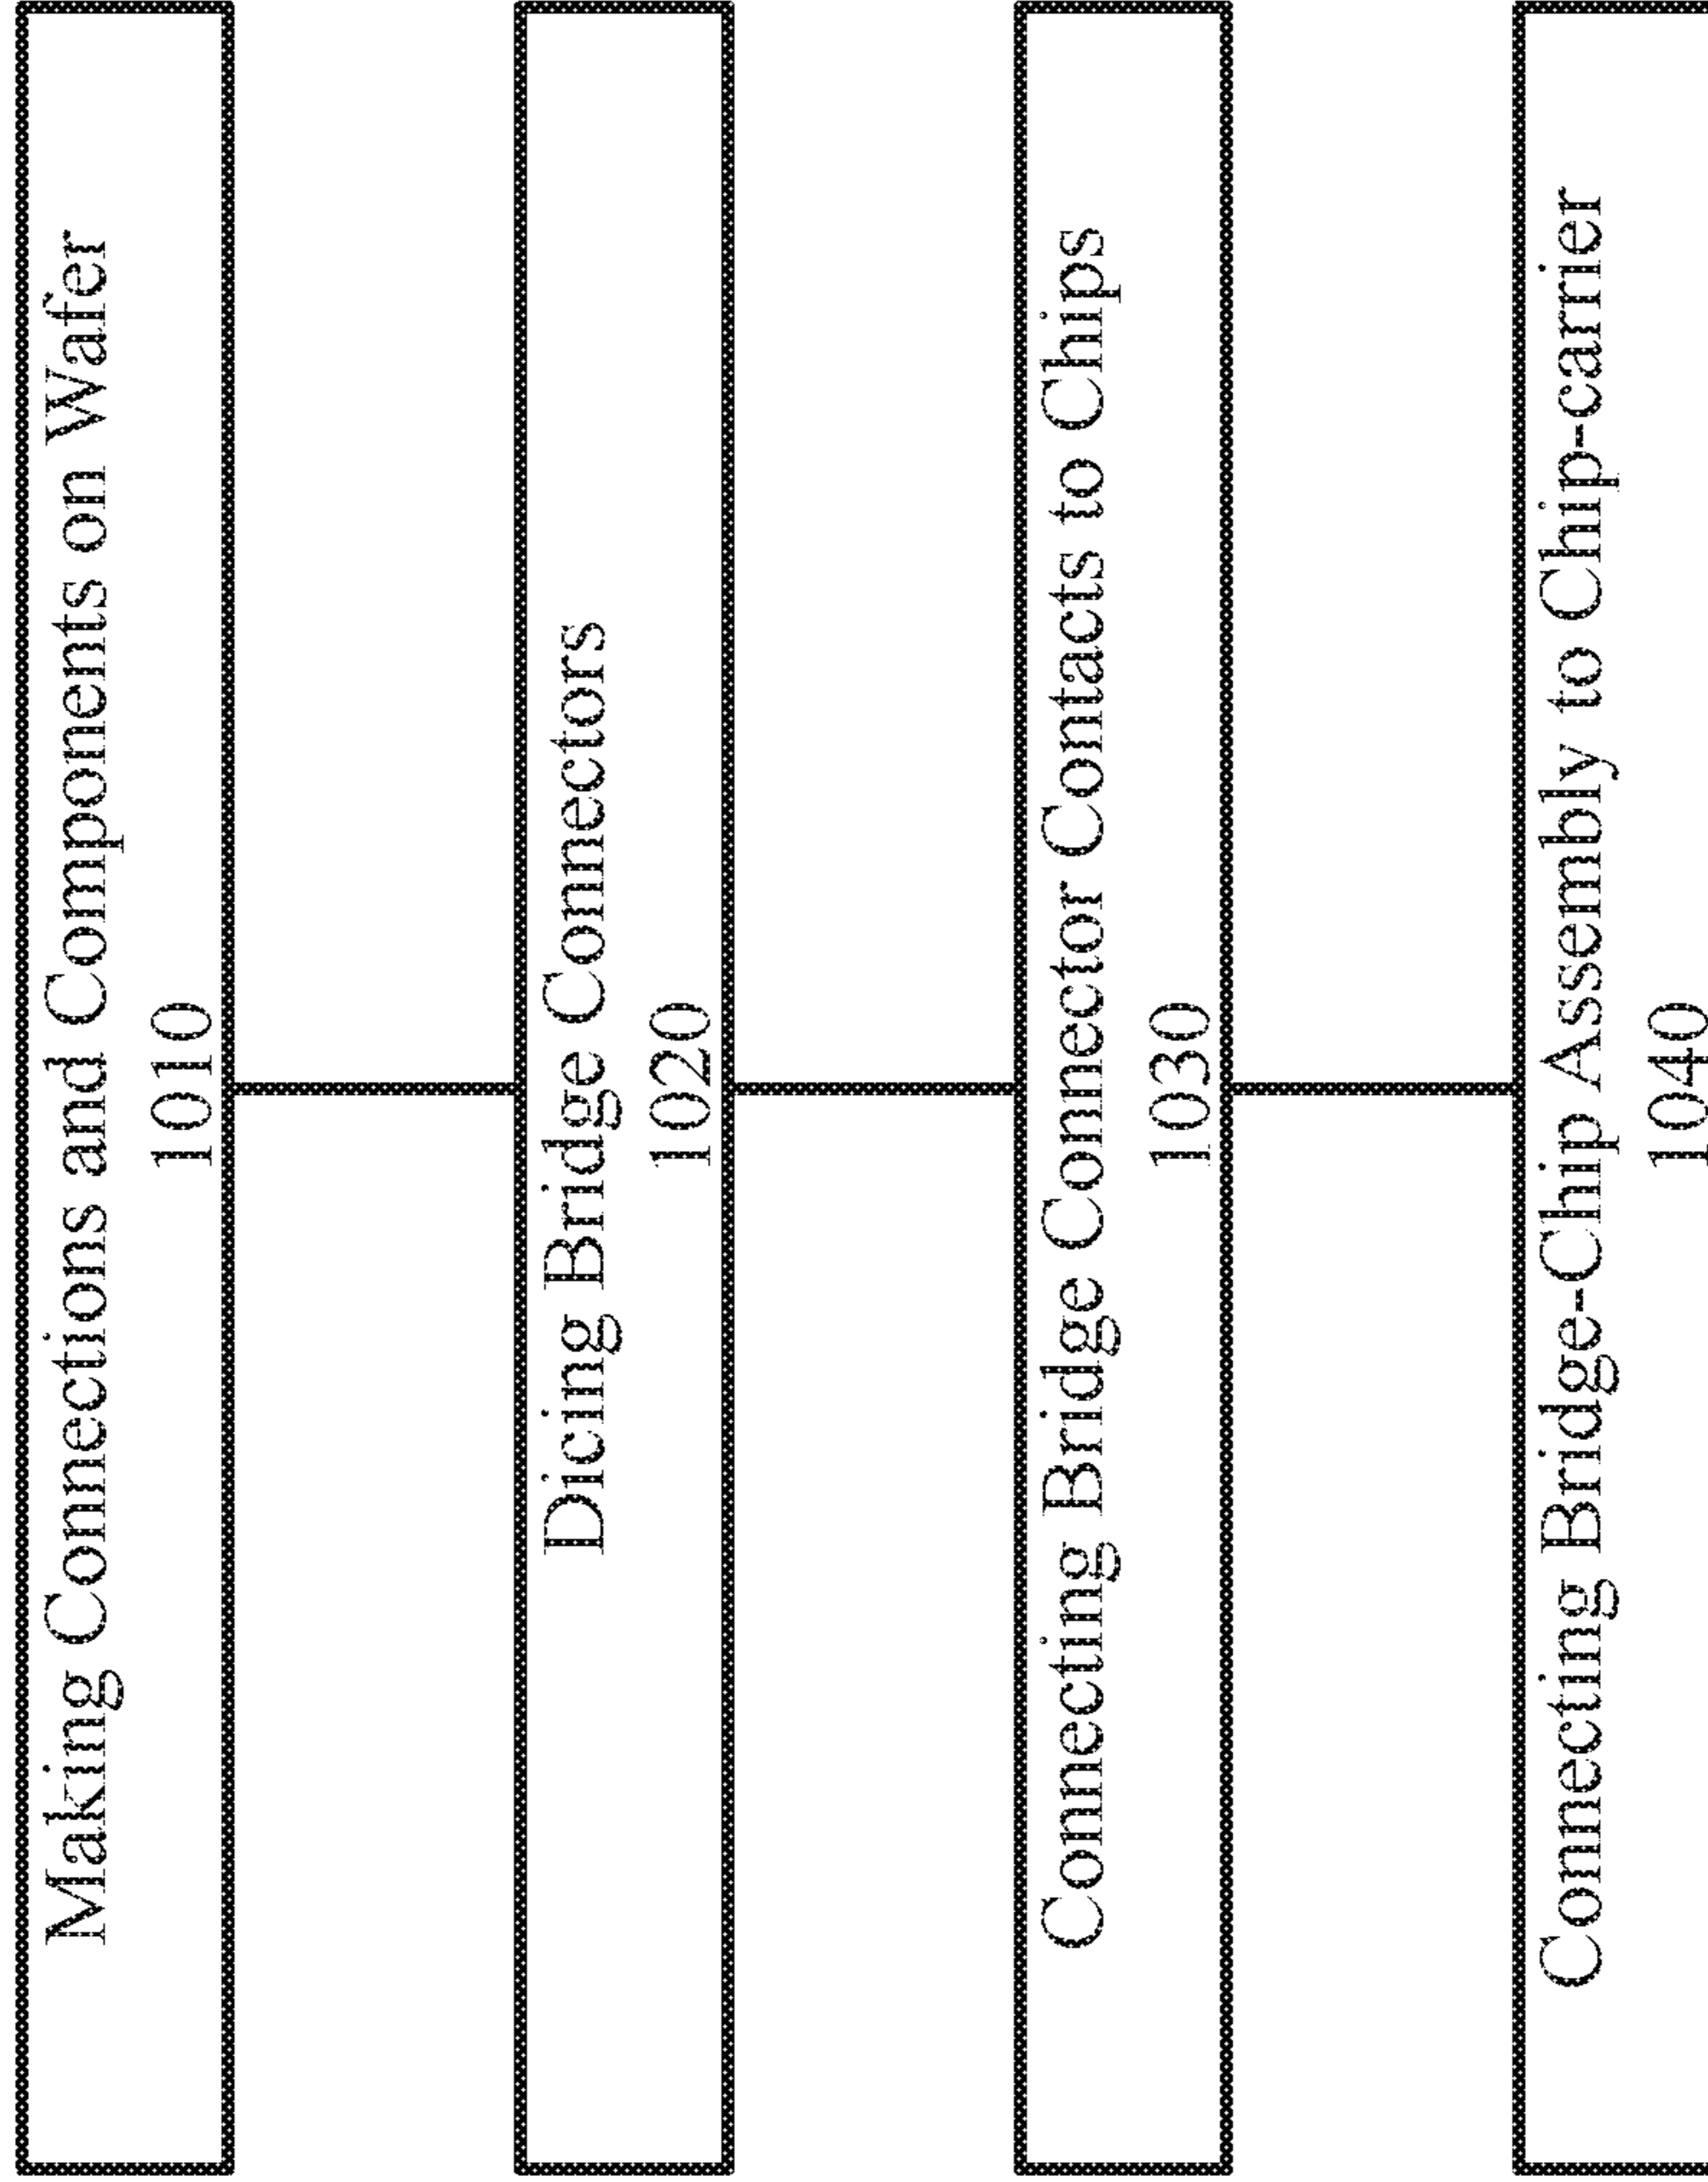 Making Connections and Components on Wafer
1010
Dicing Bridge Connectors
1020
Connecting Bridge Connector Contacts to Chips
1030
Connecting Bridge-Chip Assembly to Chip-carrier
1040